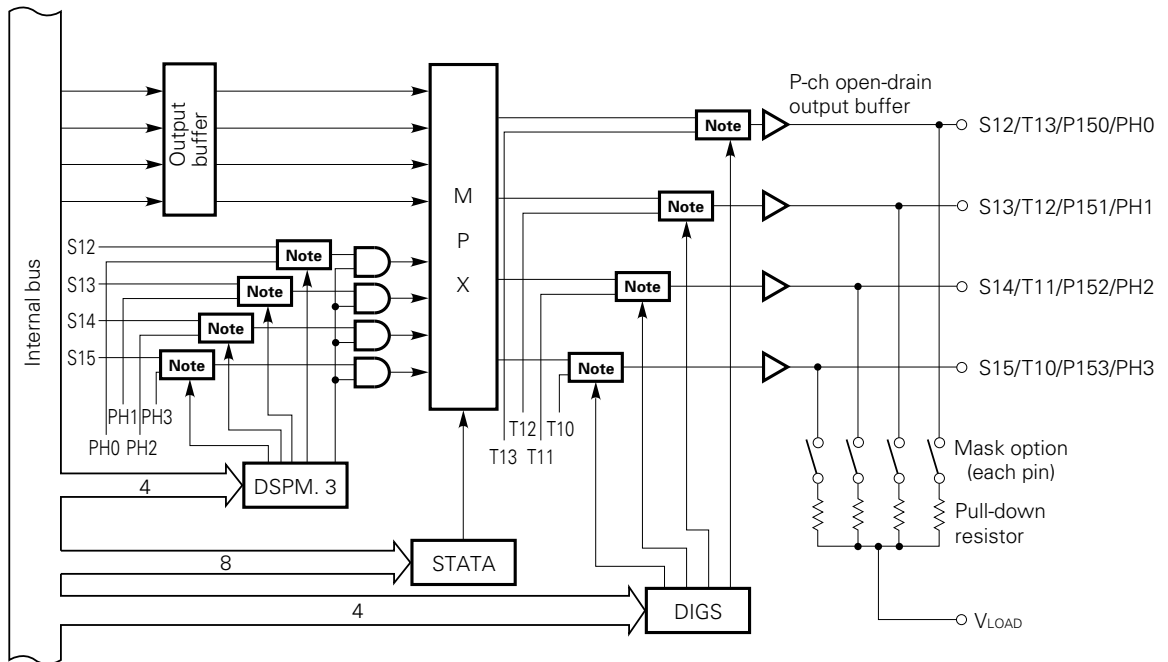 Internal bus
Output
buffer
M
P
X
P-ch open-drain
output buffer
Note
S12/T13/P150/PH0
Note
S13/T12/P151/PH1
Note
S14/T11/P152/PH2
Note
S15/T10/P153/PH3
S12
Note
S13
Note
S14
Note
S15
Note
PH1
PH3
PH0
PH2
T12
T10
T13
T11
Mask option
(each pin)
Pull-down
resistor
4
DSPM. 3
8
STATA
4
DIGS
VLOAD